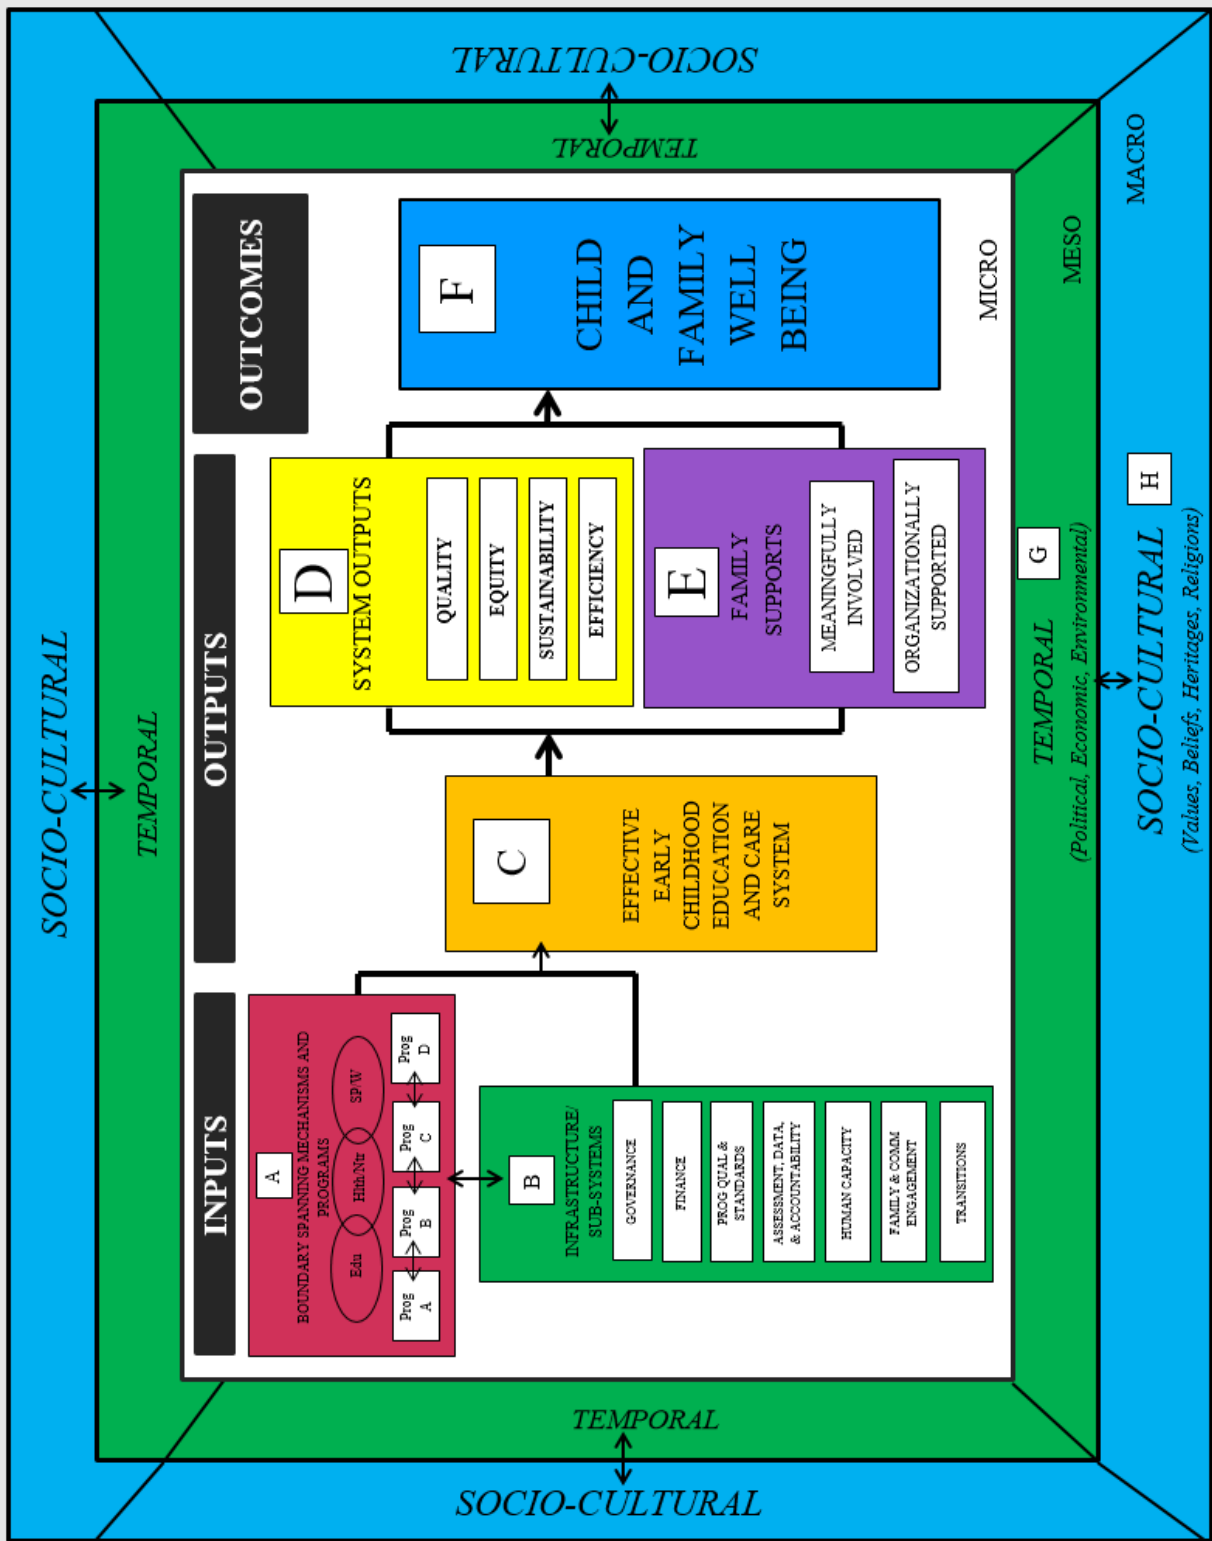 SOCIO-CULTURAL
TEMPORAL
SOCIO-CULTURAL
TEMPORAL
INPUTS
OUTPUTS
OUTCOMES
A
BOUNDARY SPANNING MECHANISMS AND
PROGRAMS
Edu
Hlth/Ntr
SP/W
Prog
A
Prog
B
Prog
C
Prog
D
B
INFRASTRUCTURE/
SUB-SYSTEMS
GOVERNANCE
FINANCE
PROG QUAL &
STANDARDS
ASSESSMENT, DATA,
& ACCOUNTABILITY
HUMAN CAPACITY
FAMILY & COMM
ENGAGEMENT
TRANSITIONS
C
EFFECTIVE
EARLY
CHILDHOOD
EDUCATION
AND CARE
SYSTEM
D
SYSTEM OUTPUTS
QUALITY
EQUITY
SUSTAINABILITY
EFFICIENCY
E
FAMILY
SUPPORTS
MEANINGFULLY
INVOLVED
ORGANIZATIONALLY
SUPPORTED
F
CHILD
AND
FAMILY
WELL
BEING
MICRO
TEMPORAL
SOCIO-CULTURAL
TEMPORAL
G
(Political, Economic, Environmental)
MESO
SOCIO-CULTURAL
H
(Values, Beliefs, Heritages, Religions)
MACRO